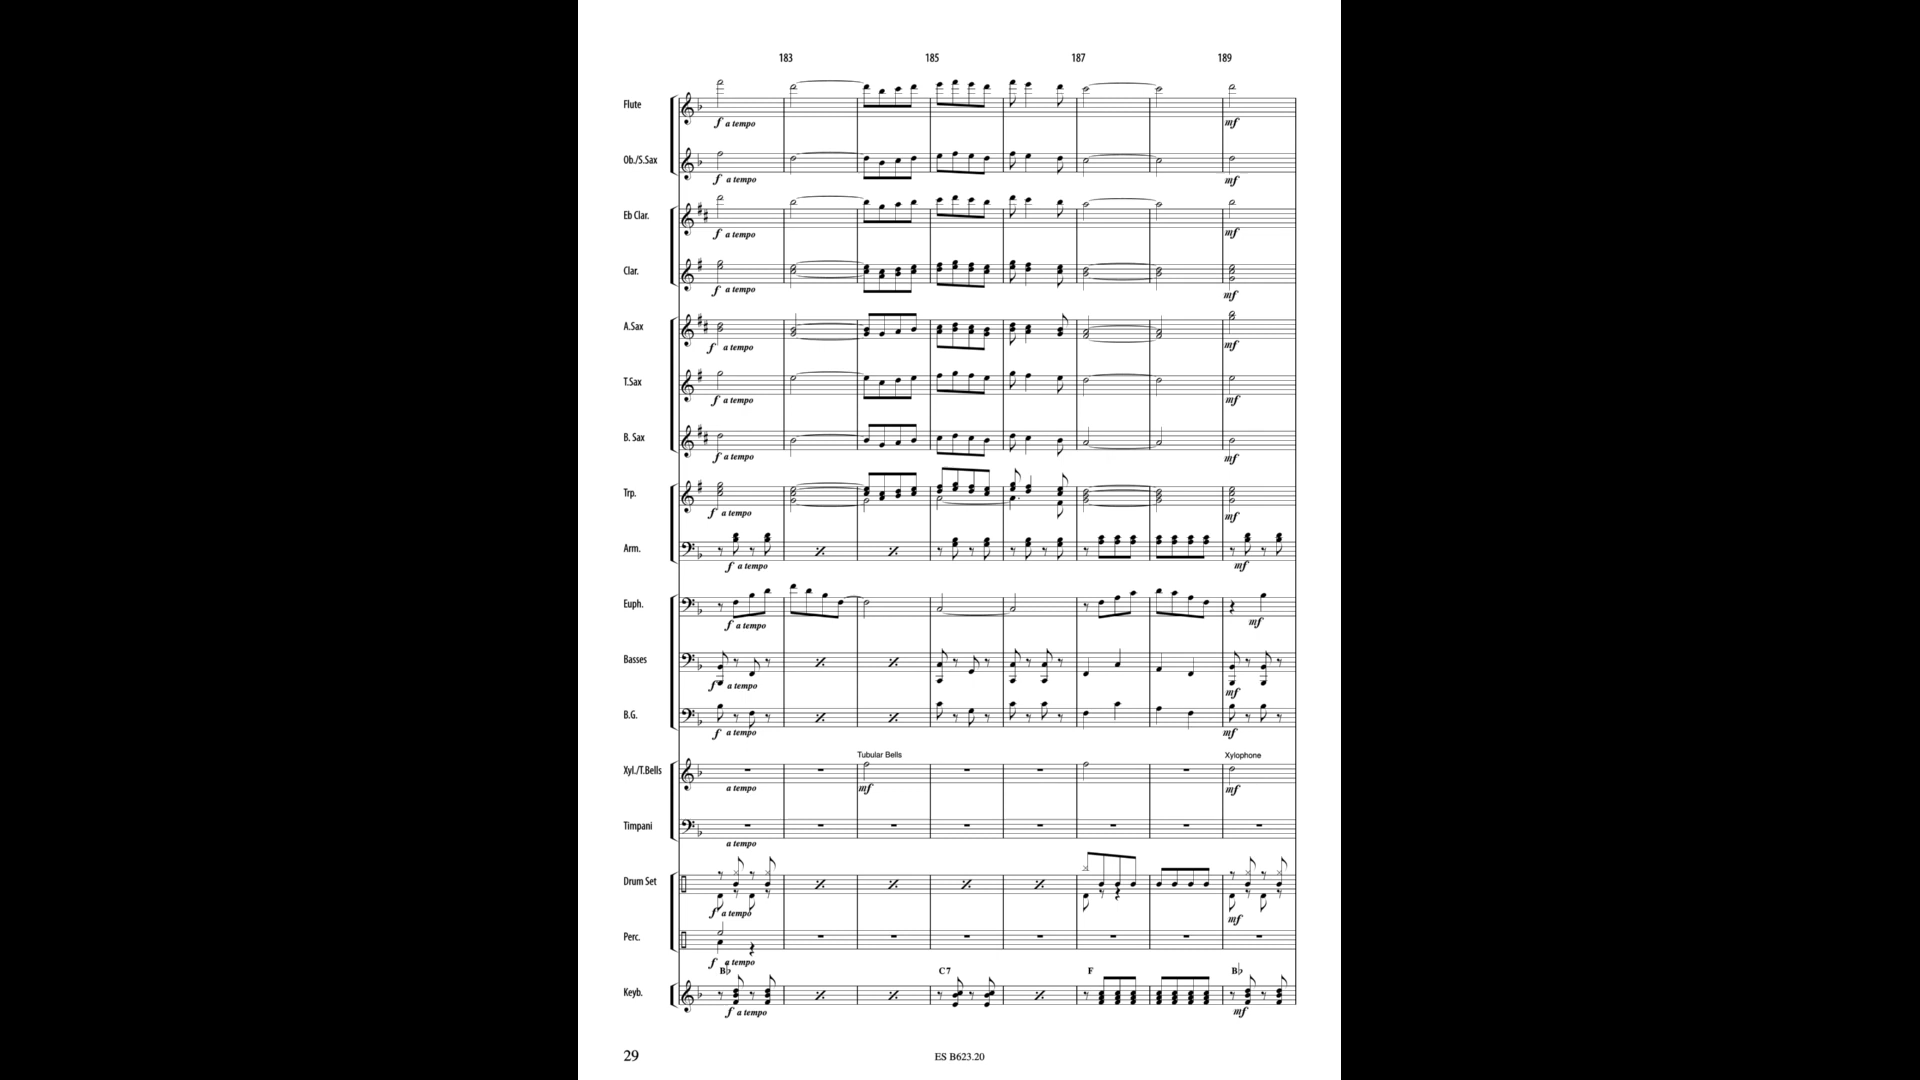 183 185 187 189
Flute
f a tempo mf
Ob./S.Sax
f a tempo mf
Eb Clar.
f a tempo mf
Clar.
f a tempo mf
A.Sax
f a tempo mf
T.Sax
f a tempo mf
B. Sax
f a tempo mf
Trp.
f a tempo mf
Arm.
f a tempo mf
Euph.
f a tempo mf
Basses
f a tempo mf
B.G.
f a tempo mf
Tubular Bells Xylophone
Xyl./T.Bells
a tempo mf mf
Timpani
a tempo
Drum Set
f a tempo mf
Perc.
f a tempo
B♭ C7 F B♭
Keyb.
f a tempo mf
29 ES B623.20